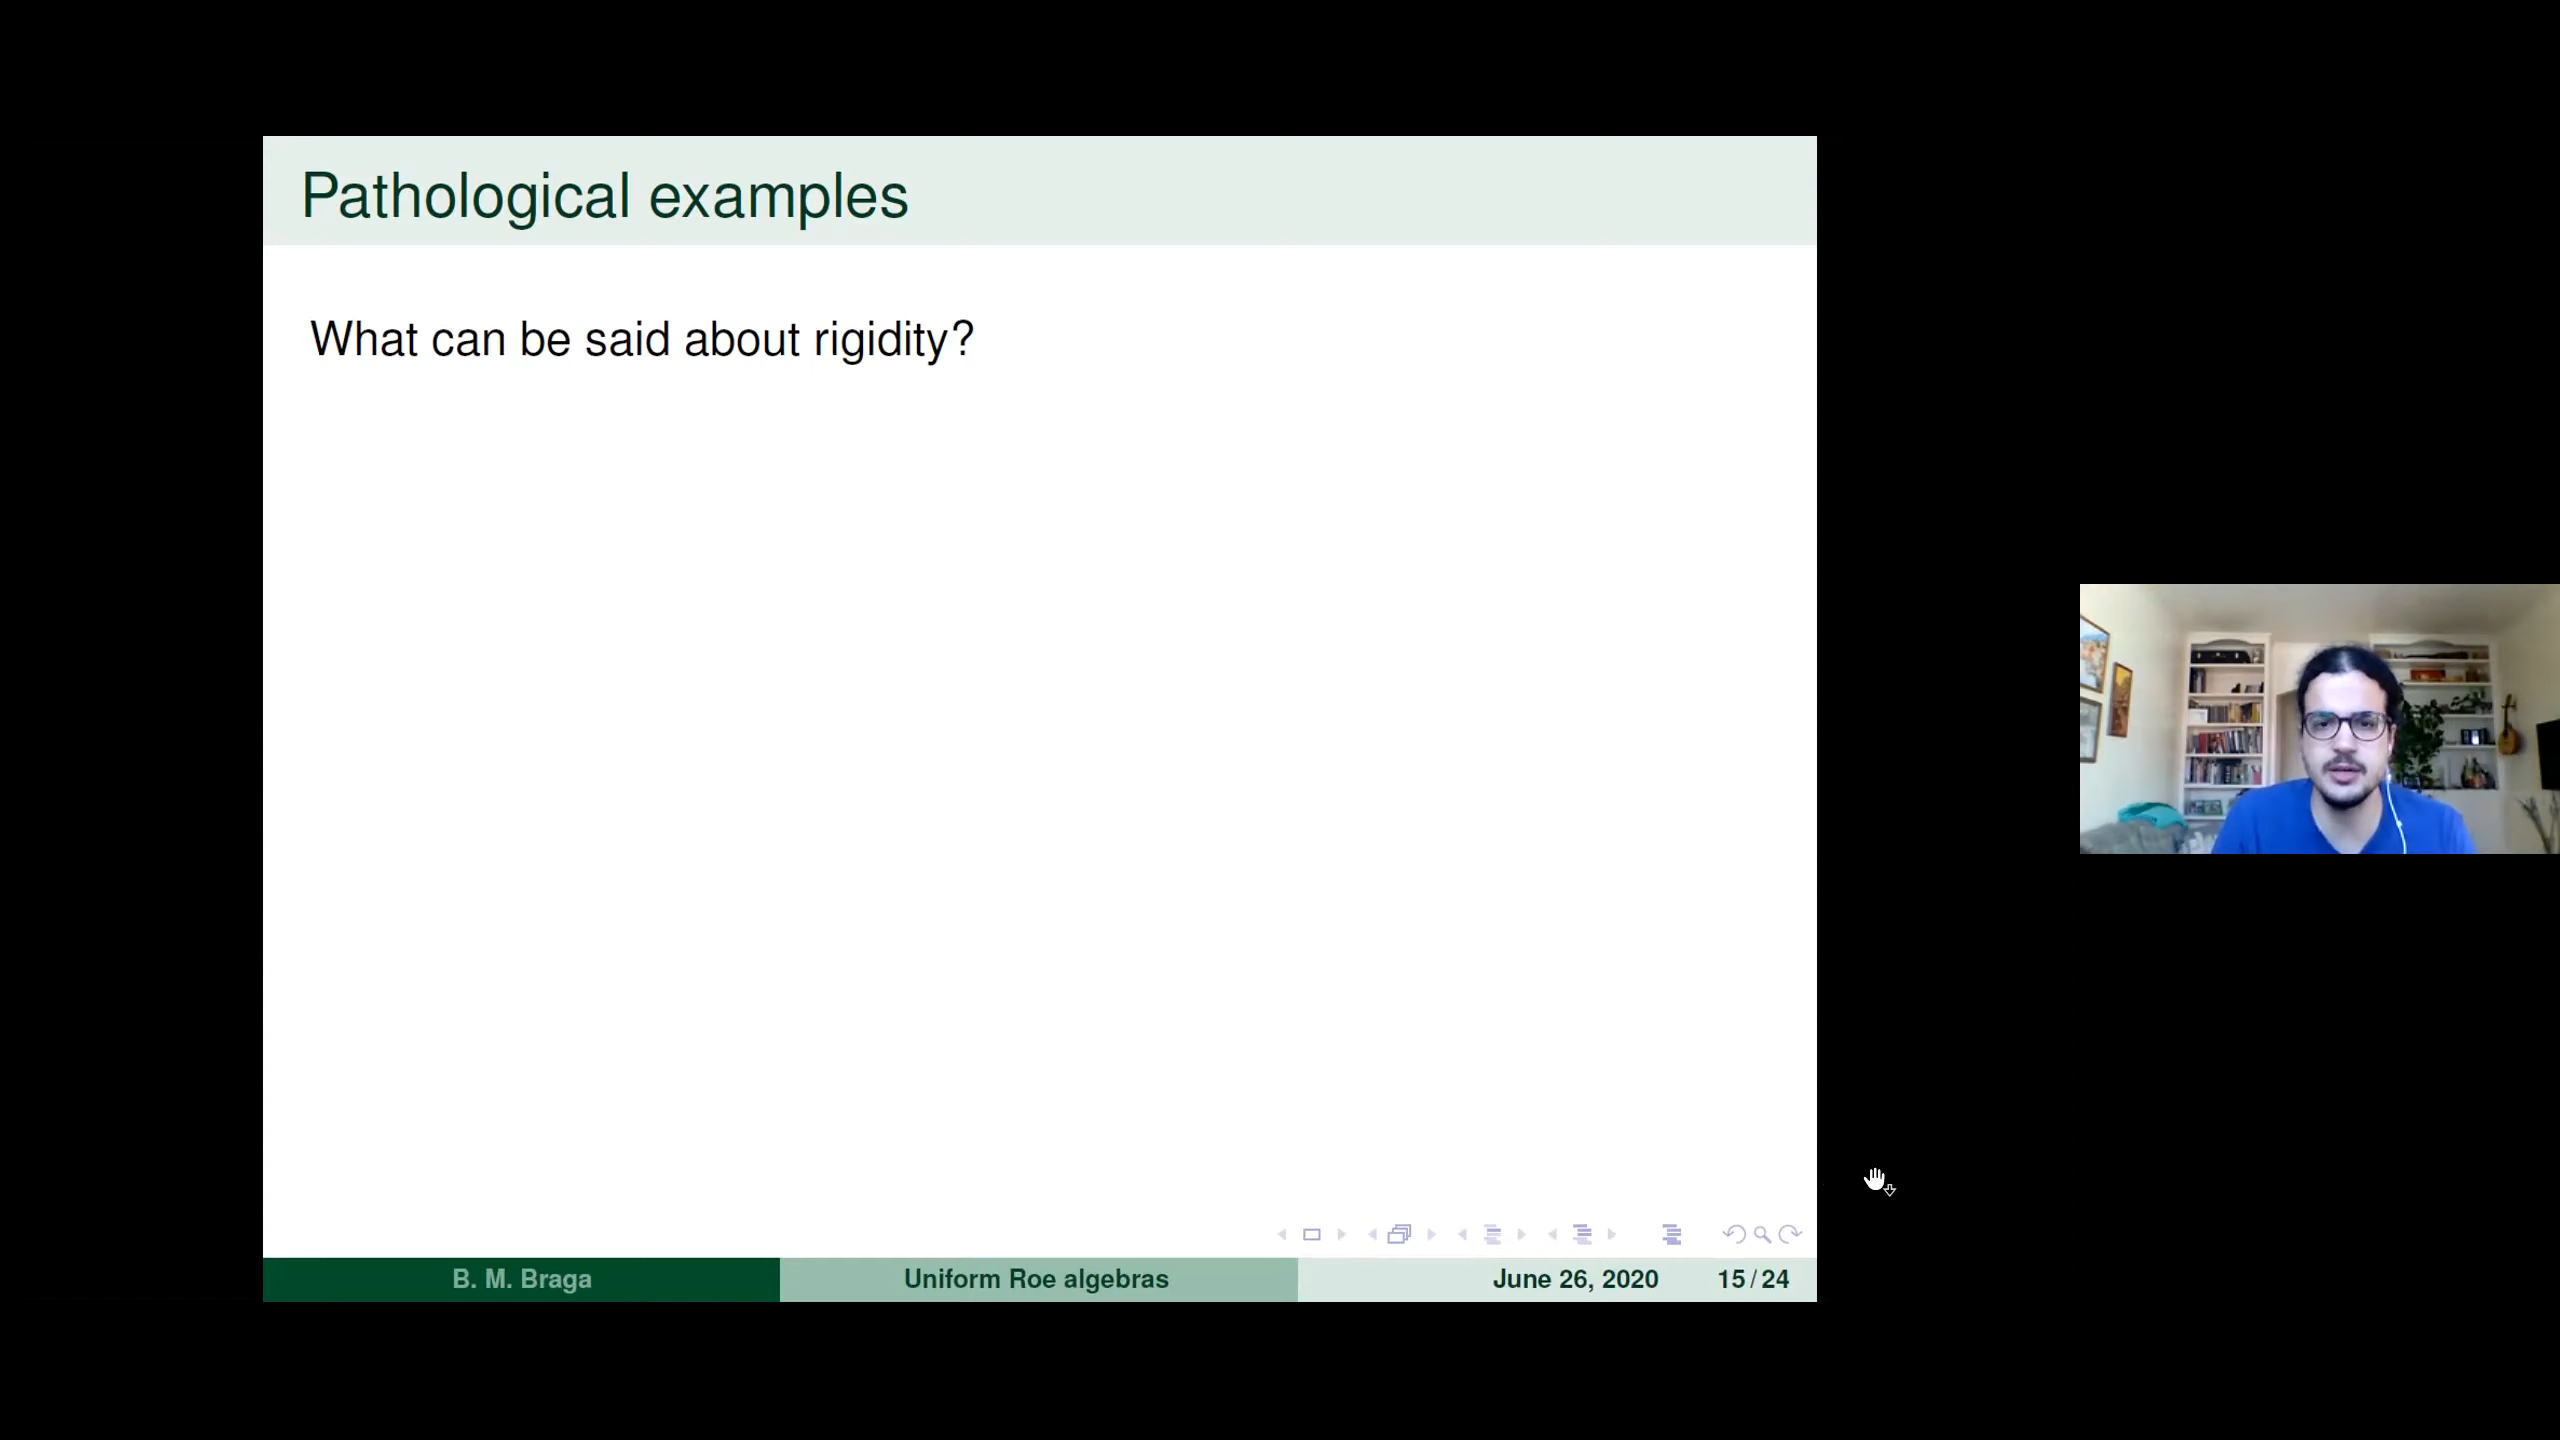 Pathological examples
What can be said about rigidity?
B. M. Braga
Uniform Roe algebras
June 26, 2020
15/24